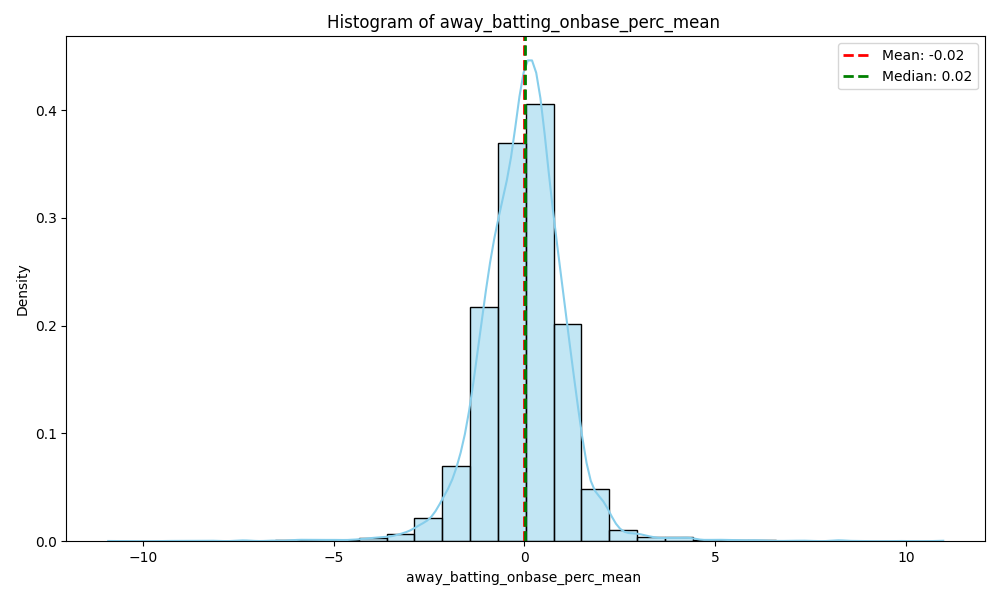 Histogram of away_batting_onbase_perc_mean
Mean: -0.02
Median: 0.02
0.4
0.3
0.2
0.1
0.0
Density
−10
−5
0
5
10
away_batting_onbase_perc_mean